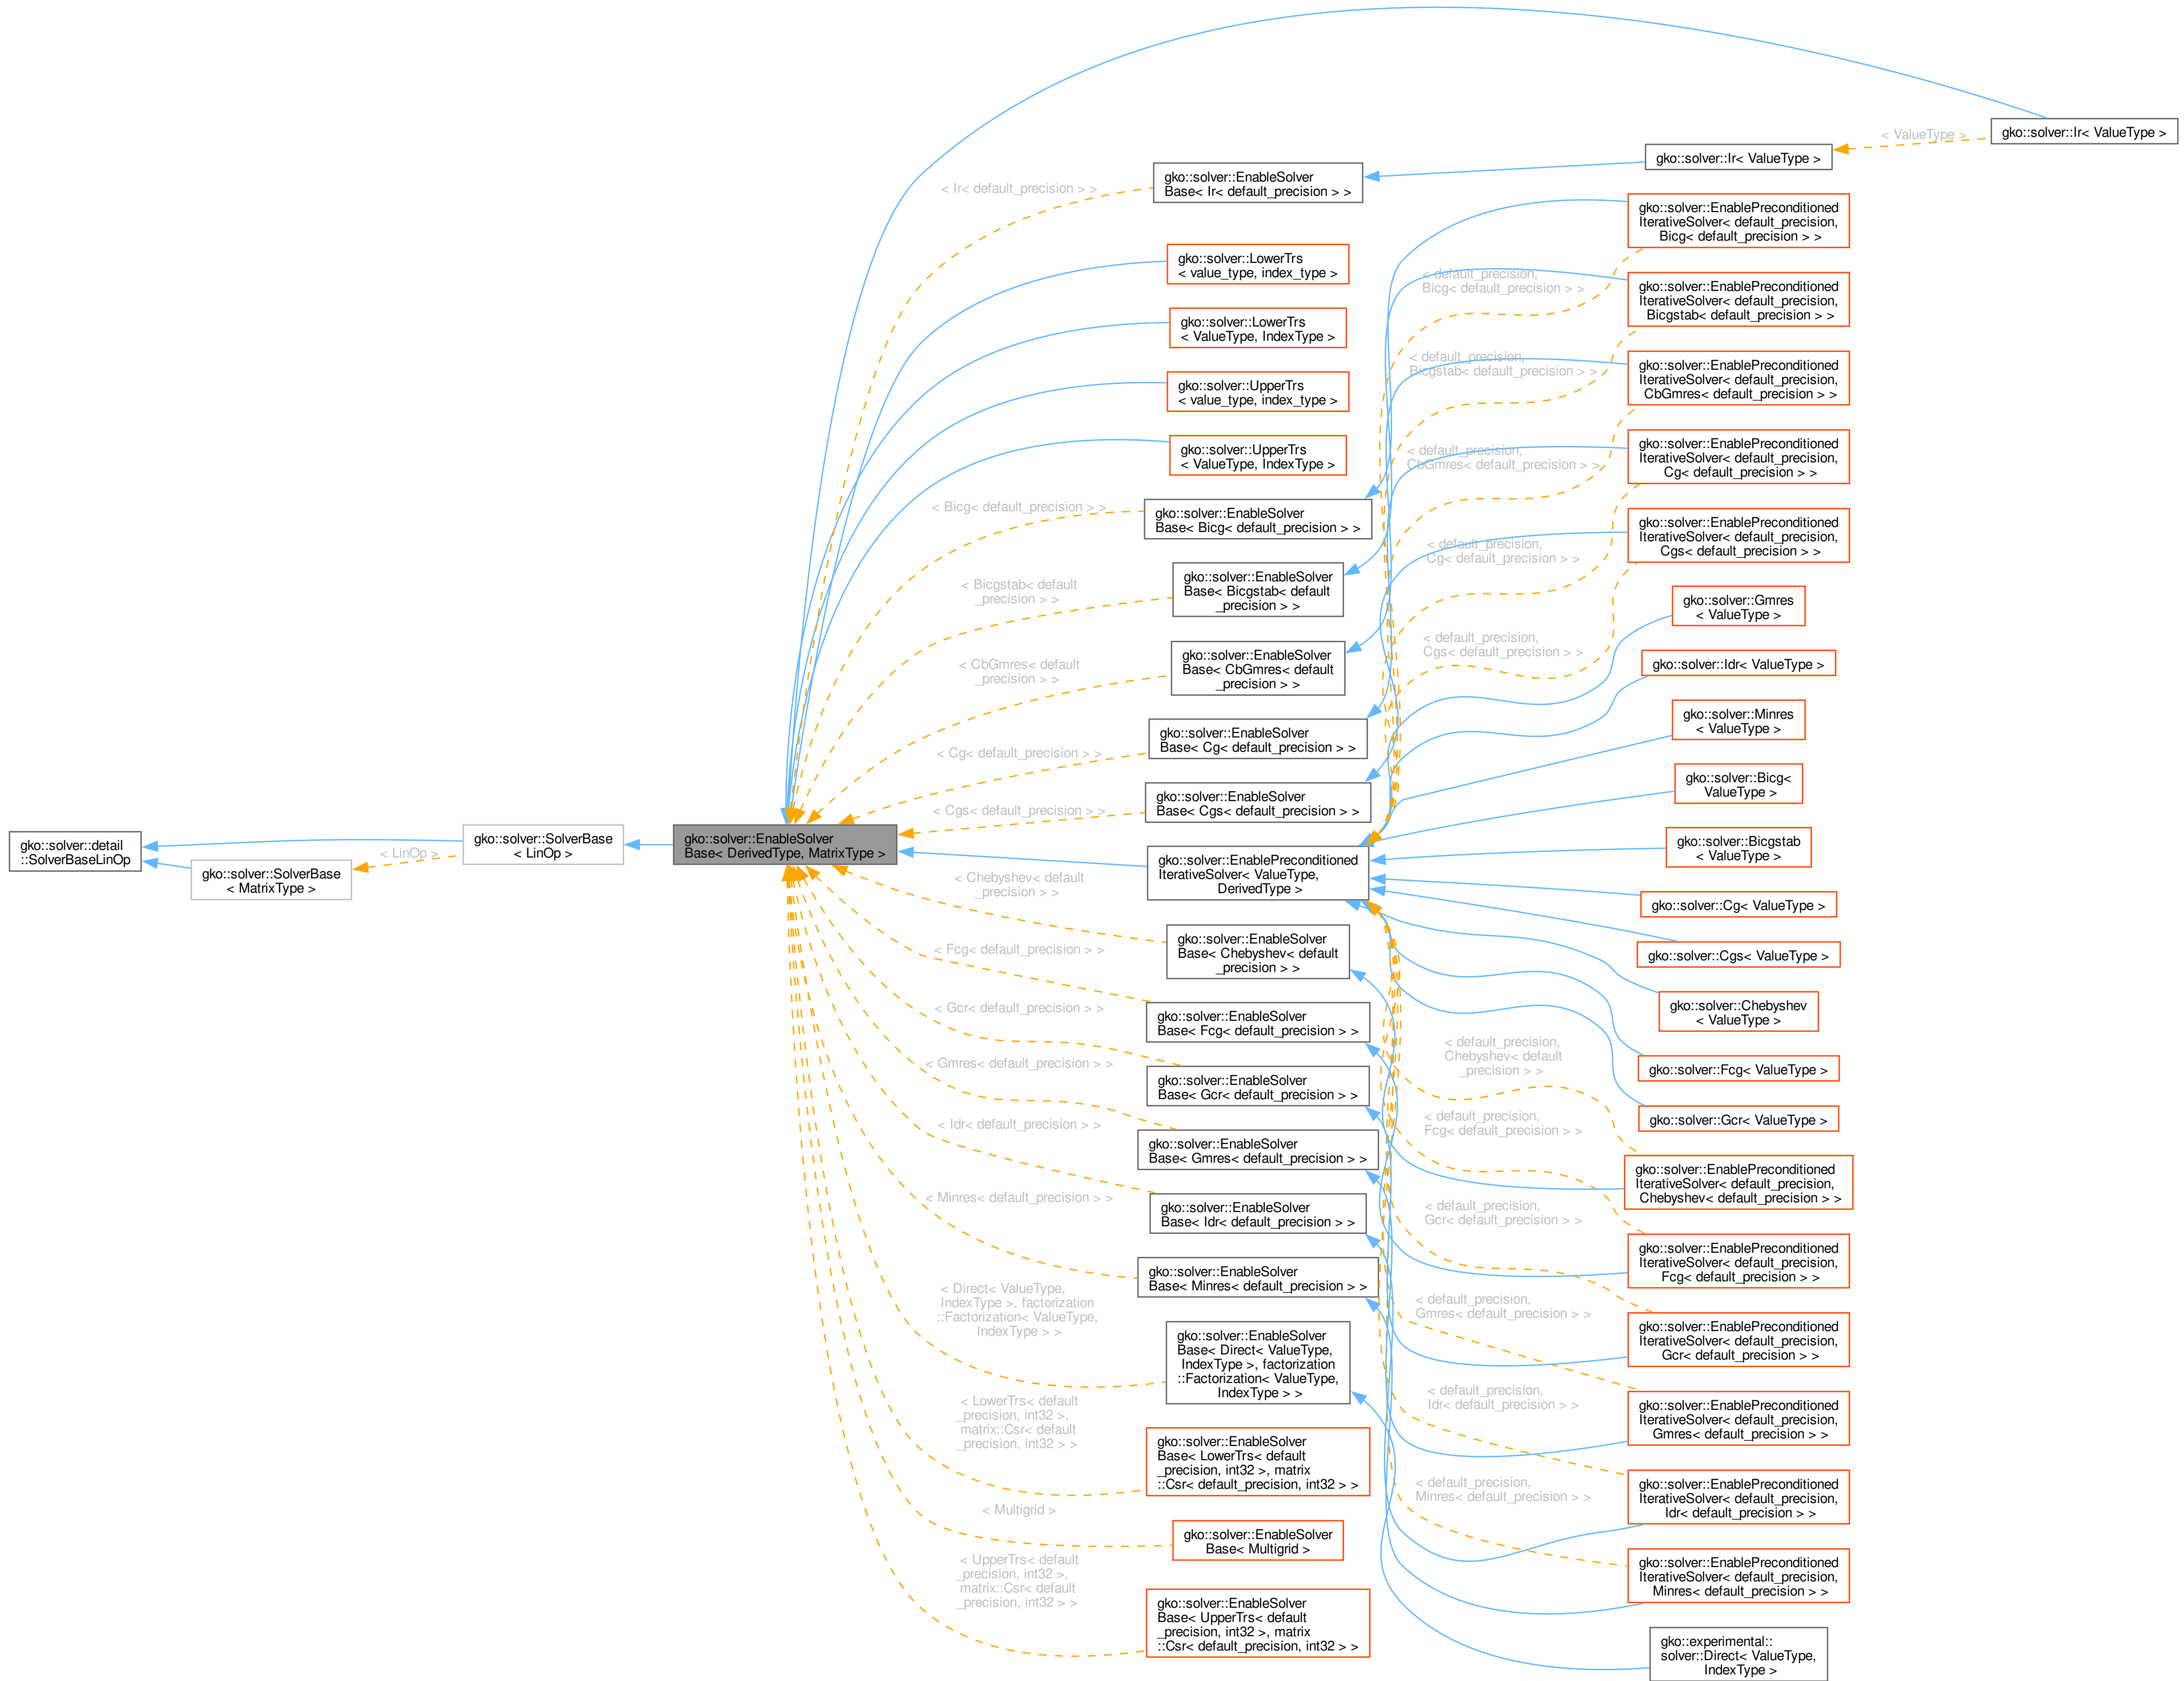 gko::solver::detail
::SolverBaseLinOp
gko::solver::SolverBase
< MatrixType >
< LinOp >
gko::solver::SolverBase
< LinOp >
gko::solver::EnableSolver
Base< DerivedType, MatrixType >
< Ir< default_precision > >
< Bicg< default_precision > >
< Bicgstab< default
_precision > >
< CbGmres< default
_precision > >
< Cg< default_precision > >
< Cgs< default_precision > >
< Chebyshev< default
_precision > >
< Fcg< default_precision > >
< Gcr< default_precision > >
< Gmres< default_precision > >
< Idr< default_precision > >
< Minres< default_precision > >
< Direct< ValueType,
IndexType >, factorization
::Factorization< ValueType,
IndexType > >
< LowerTrs< default
_precision, int32 >,
matrix::Csr< default
_precision, int32 > >
< Multigrid >
< UpperTrs< default
_precision, int32 >,
matrix::Csr< default
_precision, int32 > >
gko::solver::EnableSolver
Base< Ir< default_precision > >
gko::solver::LowerTrs
< value_type, index_type >
gko::solver::LowerTrs
< ValueType, IndexType >
gko::solver::UpperTrs
< value_type, index_type >
gko::solver::UpperTrs
< ValueType, IndexType >
gko::solver::EnableSolver
Base< Bicg< default_precision > >
gko::solver::EnableSolver
Base< Bicgstab< default
_precision > >
gko::solver::EnableSolver
Base< CbGmres< default
_precision > >
gko::solver::EnableSolver
Base< Cg< default_precision > >
gko::solver::EnableSolver
Base< Cgs< default_precision > >
gko::solver::EnablePreconditioned
IterativeSolver< ValueType,
DerivedType >
gko::solver::EnableSolver
Base< Chebyshev< default
_precision > >
gko::solver::EnableSolver
Base< Fcg< default_precision > >
gko::solver::EnableSolver
Base< Gcr< default_precision > >
gko::solver::EnableSolver
Base< Gmres< default_precision > >
gko::solver::EnableSolver
Base< Idr< default_precision > >
gko::solver::EnableSolver
Base< Minres< default_precision > >
gko::solver::EnableSolver
Base< Direct< ValueType,
IndexType >, factorization
::Factorization< ValueType,
IndexType > >
gko::solver::EnableSolver
Base< LowerTrs< default
_precision, int32 >, matrix
::Csr< default_precision, int32 > >
gko::solver::EnableSolver
Base< Multigrid >
gko::solver::EnableSolver
Base< UpperTrs< default
_precision, int32 >, matrix
::Csr< default_precision, int32 > >
< default_precision,
Bicg< default_precision > >
< default_precision,
Bicgstab< default_precision > >
< default_precision,
CbGmres< default_precision > >
< default_precision,
Cg< default_precision > >
< default_precision,
Cgs< default_precision > >
< default_precision,
Chebyshev< default
_precision > >
< default_precision,
Fcg< default_precision > >
< default_precision,
Gcr< default_precision > >
< default_precision,
Gmres< default_precision > >
< default_precision,
Idr< default_precision > >
< default_precision,
Minres< default_precision > >
gko::solver::Ir< ValueType >
gko::solver::EnablePreconditioned
IterativeSolver< default_precision,
Bicg< default_precision > >
gko::solver::EnablePreconditioned
IterativeSolver< default_precision,
Bicgstab< default_precision > >
gko::solver::EnablePreconditioned
IterativeSolver< default_precision,
CbGmres< default_precision > >
gko::solver::EnablePreconditioned
IterativeSolver< default_precision,
Cg< default_precision > >
gko::solver::EnablePreconditioned
IterativeSolver< default_precision,
Cgs< default_precision > >
gko::solver::Gmres
< ValueType >
gko::solver::Idr< ValueType >
gko::solver::Minres
< ValueType >
gko::solver::Bicg<
ValueType >
gko::solver::Bicgstab
< ValueType >
gko::solver::Cg< ValueType >
gko::solver::Cgs< ValueType >
gko::solver::Chebyshev
< ValueType >
gko::solver::Fcg< ValueType >
gko::solver::Gcr< ValueType >
gko::solver::EnablePreconditioned
IterativeSolver< default_precision,
Chebyshev< default_precision > >
gko::solver::EnablePreconditioned
IterativeSolver< default_precision,
Fcg< default_precision > >
gko::solver::EnablePreconditioned
IterativeSolver< default_precision,
Gcr< default_precision > >
gko::solver::EnablePreconditioned
IterativeSolver< default_precision,
Gmres< default_precision > >
gko::solver::EnablePreconditioned
IterativeSolver< default_precision,
Idr< default_precision > >
gko::solver::EnablePreconditioned
IterativeSolver< default_precision,
Minres< default_precision > >
gko::experimental::
solver::Direct< ValueType,
IndexType >
< ValueType >
gko::solver::Ir< ValueType >